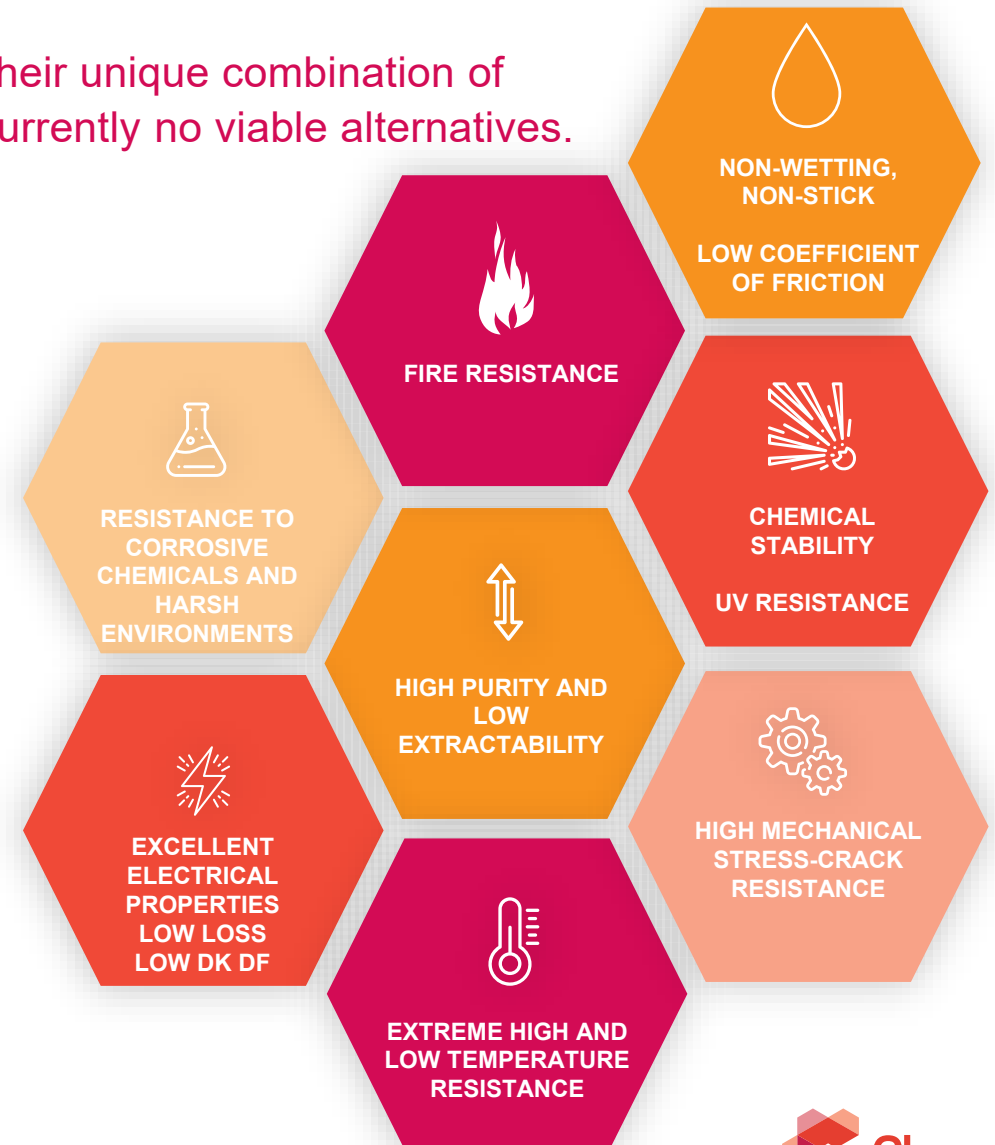 heir unique combination of
urrently no viable alternatives.
NON-WETTING,
NON-STICK
LOW COEFFICIENT
OF FRICTION
FIRE RESISTANCE
RESISTANCE TO
CORROSIVE
CHEMICALS AND
HARSH
ENVIRONMENTS
CHEMICAL
STABILITY
UV RESISTANCE
HIGH PURITY AND
LOW
EXTRACTABILITY
EXCELLENT
ELECTRICAL
PROPERTIES
LOW LOSS
LOW DK DF
HIGH MECHANICAL
STRESS-CRACK
RESISTANCE
EXTREME HIGH AND
LOW TEMPERATURE
RESISTANCE